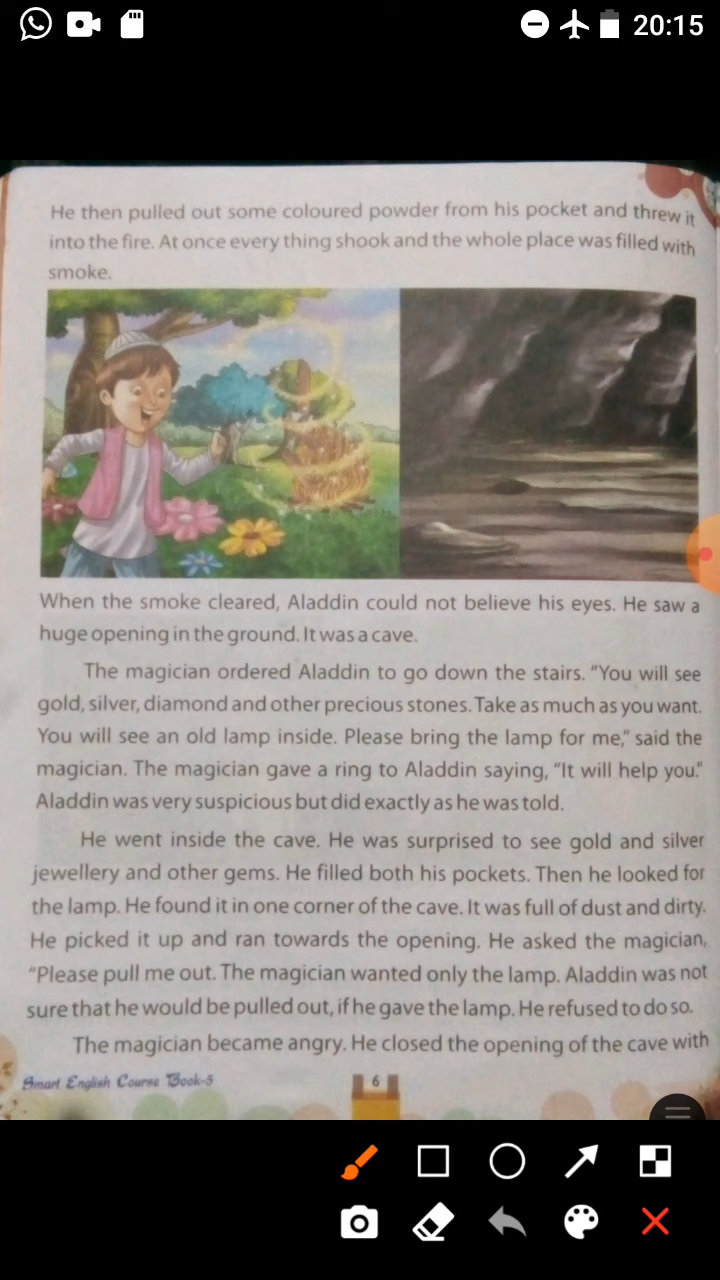 20:15
He then pulled out some coloured powder from his pocket and threw it
into the fire. At once every thing shook and the whole place was filled with
smoke.
When the smoke cleared, Aladdin could not believe his eyes. He saw a
huge opening in the ground. It was a cave.
The magician ordered Aladdin to go down the stairs. “You will see
gold, silver, diamond and other precious stones. Take as much as you want.
You will see an old lamp inside. Please bring the lamp for me,” said the
magician. The magician gave a ring to Aladdin saying, “It will help you.”
Aladdin was very suspicious but did exactly as he was told.
He went inside the cave. He was surprised to see gold and silver
jewellery and other gems. He filled both his pockets. Then he looked for
the lamp. He found it in one corner of the cave. It was full of dust and dirty.
He picked it up and ran towards the opening. He asked the magician,
“Please pull me out. The magician wanted only the lamp. Aladdin was not
sure that he would be pulled out, if he gave the lamp. He refused to do so.
The magician became angry. He closed the opening of the cave with
Smart English Course Book-5
6